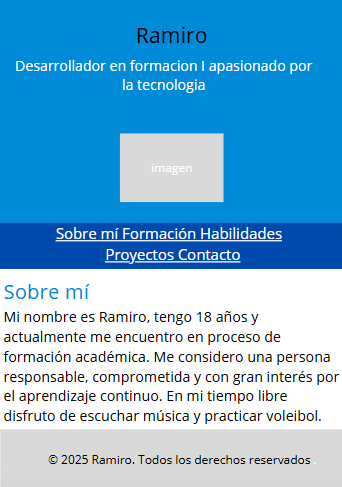 Ramiro
Desarrollador en formacion I apasionado por
la tecnologia
imagen
Sobre mí Formación Habilidades
Proyectos Contacto
Sobre mí
Mi nombre es Ramiro, tengo 18 años y
actualmente me encuentro en proceso de
formación académica. Me considero una persona
responsable, comprometida y con gran interés por
el aprendizaje continuo. En mi tiempo libre
disfruto de escuchar música y practicar voleibol.
© 2025 Ramiro. Todos los derechos reservados .